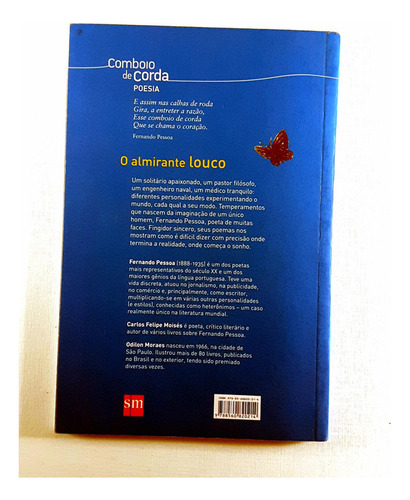 Comboio
de corda
POESIA
E assim nas calhas de roda
Gira, a entreter a razão,
Esse comboio de corda
Que se chama o coração.
Fernando Pessoa
O almirante louco
Um solitário apaixonado, um pastor filósofo,
um engenheiro naval, um médico tranquilo:
diferentes personalidades experimentando o
mundo, cada qual a seu modo. Temperamentos
que nascem da imaginação de um único
homem, Fernando Pessoa, poeta de muitas
faces. Fingidor sincero, seus poemas nos
mostram como é difícil dizer com precisão onde
termina a realidade, onde começa o sonho.
Fernando Pessoa (1888-1935) é um dos poetas
mais representativos do século XX e um dos
maiores gênios da língua portuguesa. Teve uma
vida discreta, atuou no jornalismo, na publicidade,
no comércio e, principalmente, como escritor,
multiplicando-se em várias outras personalidades
(e estilos), conhecidas como heterônimos – um caso
realmente único na literatura mundial.
Carlos Felipe Moisés é poeta, crítico literário e
autor de vários livros sobre Fernando Pessoa.
Odilon Moraes nasceu em 1966, na cidade de
São Paulo. Ilustrou mais de 80 livros, publicados
no Brasil e no exterior, tendo sido premiado
diversas vezes.
sm
9788560820214